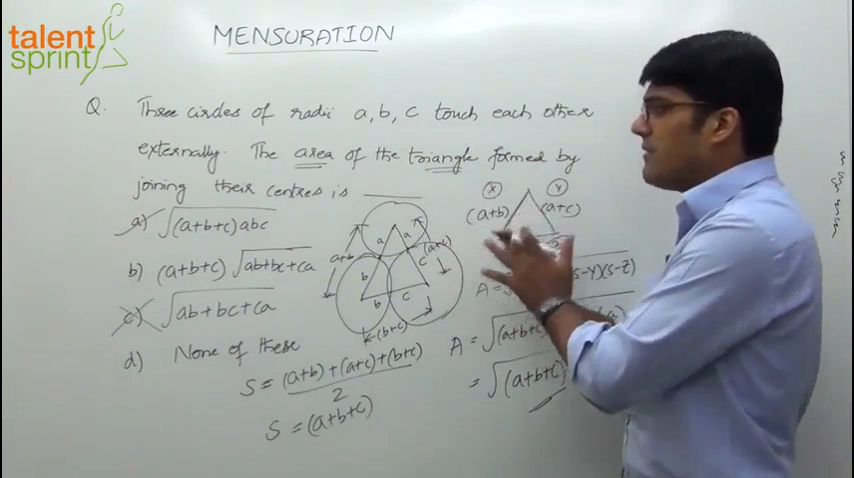 talent
sprint
MENSURATION
Q. Three circles of radii a, b, c touch each other
externally. The area of the triangle formed by
joining their centres is ______
a) √(a+b+c)abc
b) (a+b+c) √ab+bc+ca
c) √ab+bc+ca
d) None of these
S = (a+b)+(a+c)+(b+c)
2
S = (a+b+c)
a a
a+b
(a+c)
b c
b c
(b+c)
X Y
(a+b) (a+c)
A = (s-Y)(s-Z)
A = √(a+b+c) (a)
= √(a+b+c)